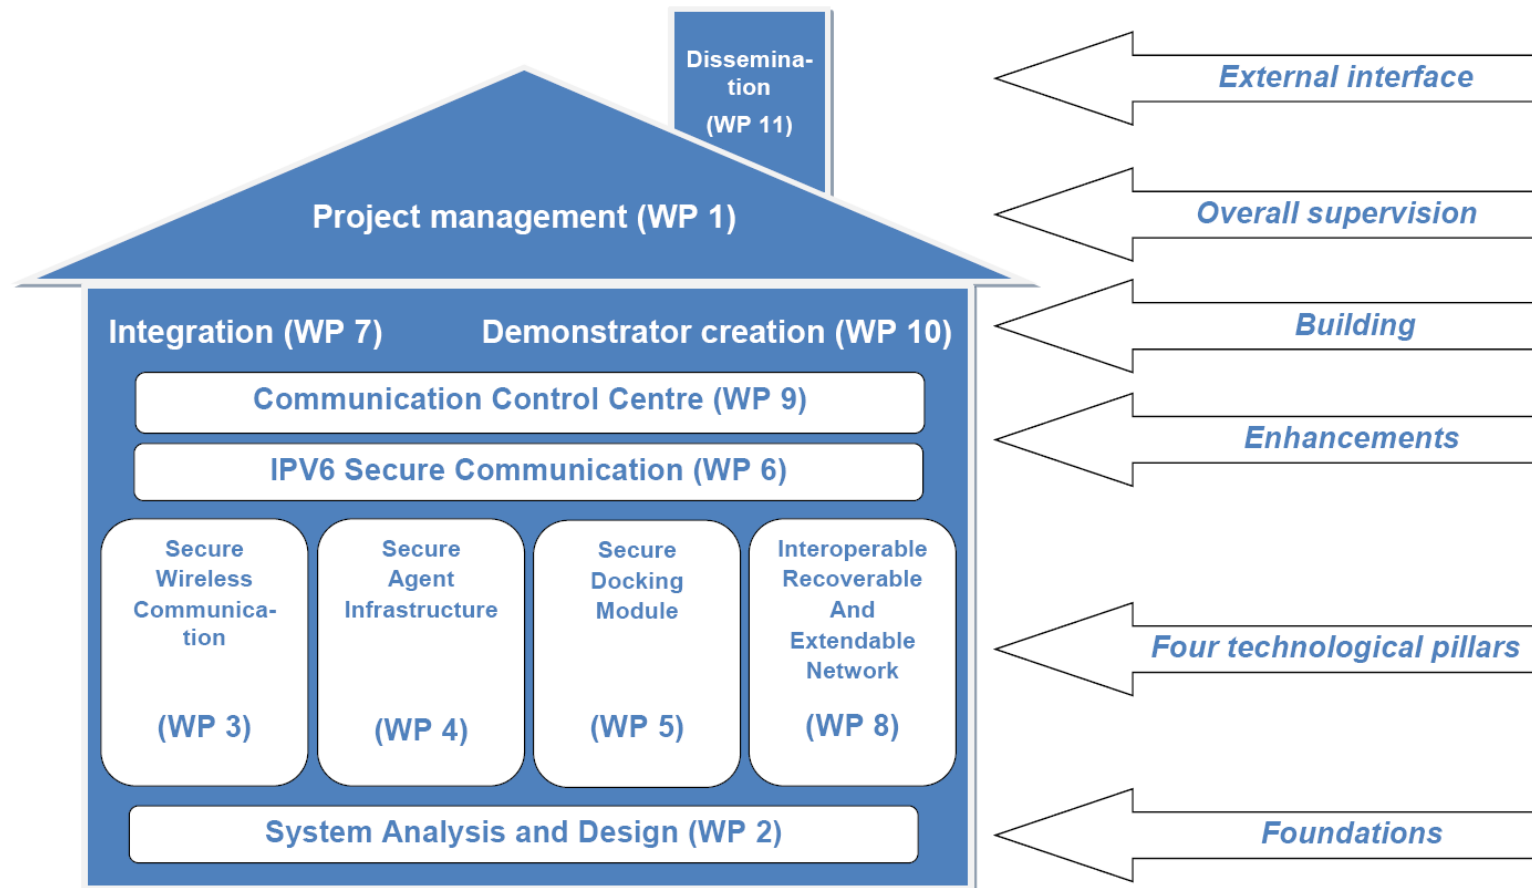 Dissemina-
tion
(WP 11)
External interface
Project management (WP 1)
Overall supervision
Integration (WP 7)
Demonstrator creation (WP 10)
Building
Communication Control Centre (WP 9)
Enhancements
IPV6 Secure Communication (WP 6)
Secure
Wireless
Communica-
tion
(WP 3)
Secure
Agent
Infrastructure
(WP 4)
Secure
Docking
Module
(WP 5)
Interoperable
Recoverable
And
Extendable
Network
(WP 8)
Four technological pillars
System Analysis and Design (WP 2)
Foundations